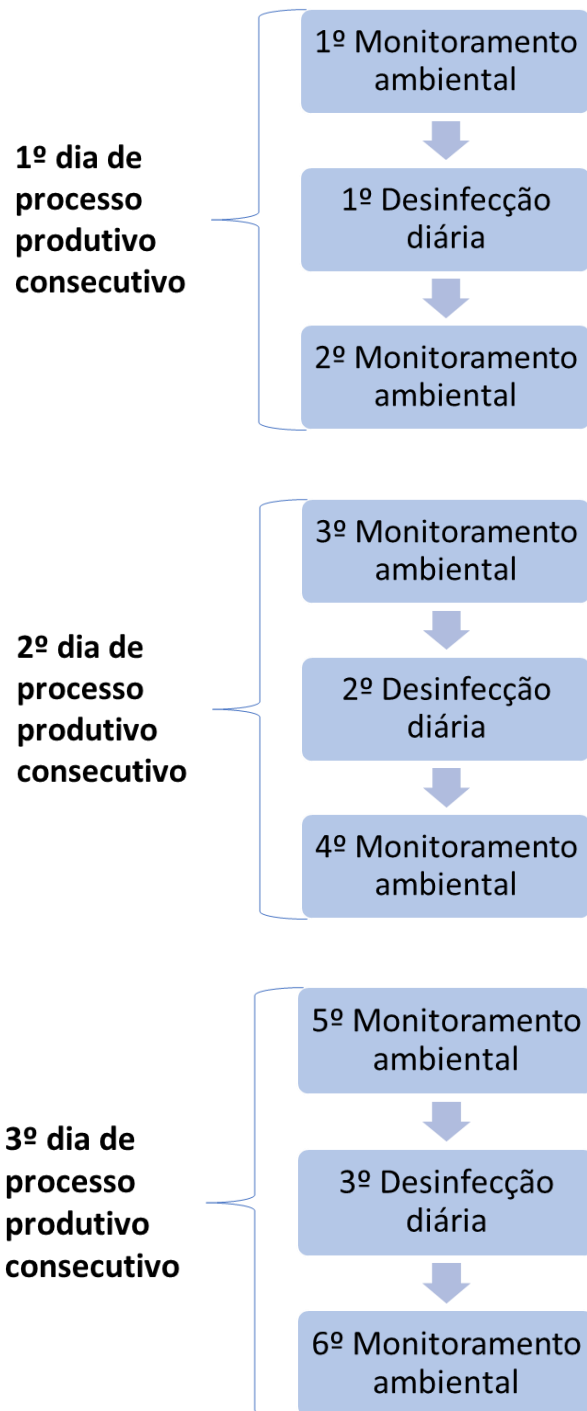 1º dia de
processo
produtivo
consecutivo
1º Monitoramento
ambiental
1º Desinfecção
diária
2º Monitoramento
ambiental
2º dia de
processo
produtivo
consecutivo
3º Monitoramento
ambiental
2º Desinfecção
diária
4º Monitoramento
ambiental
3º dia de
processo
produtivo
consecutivo
5º Monitoramento
ambiental
3º Desinfecção
diária
6º Monitoramento
ambiental